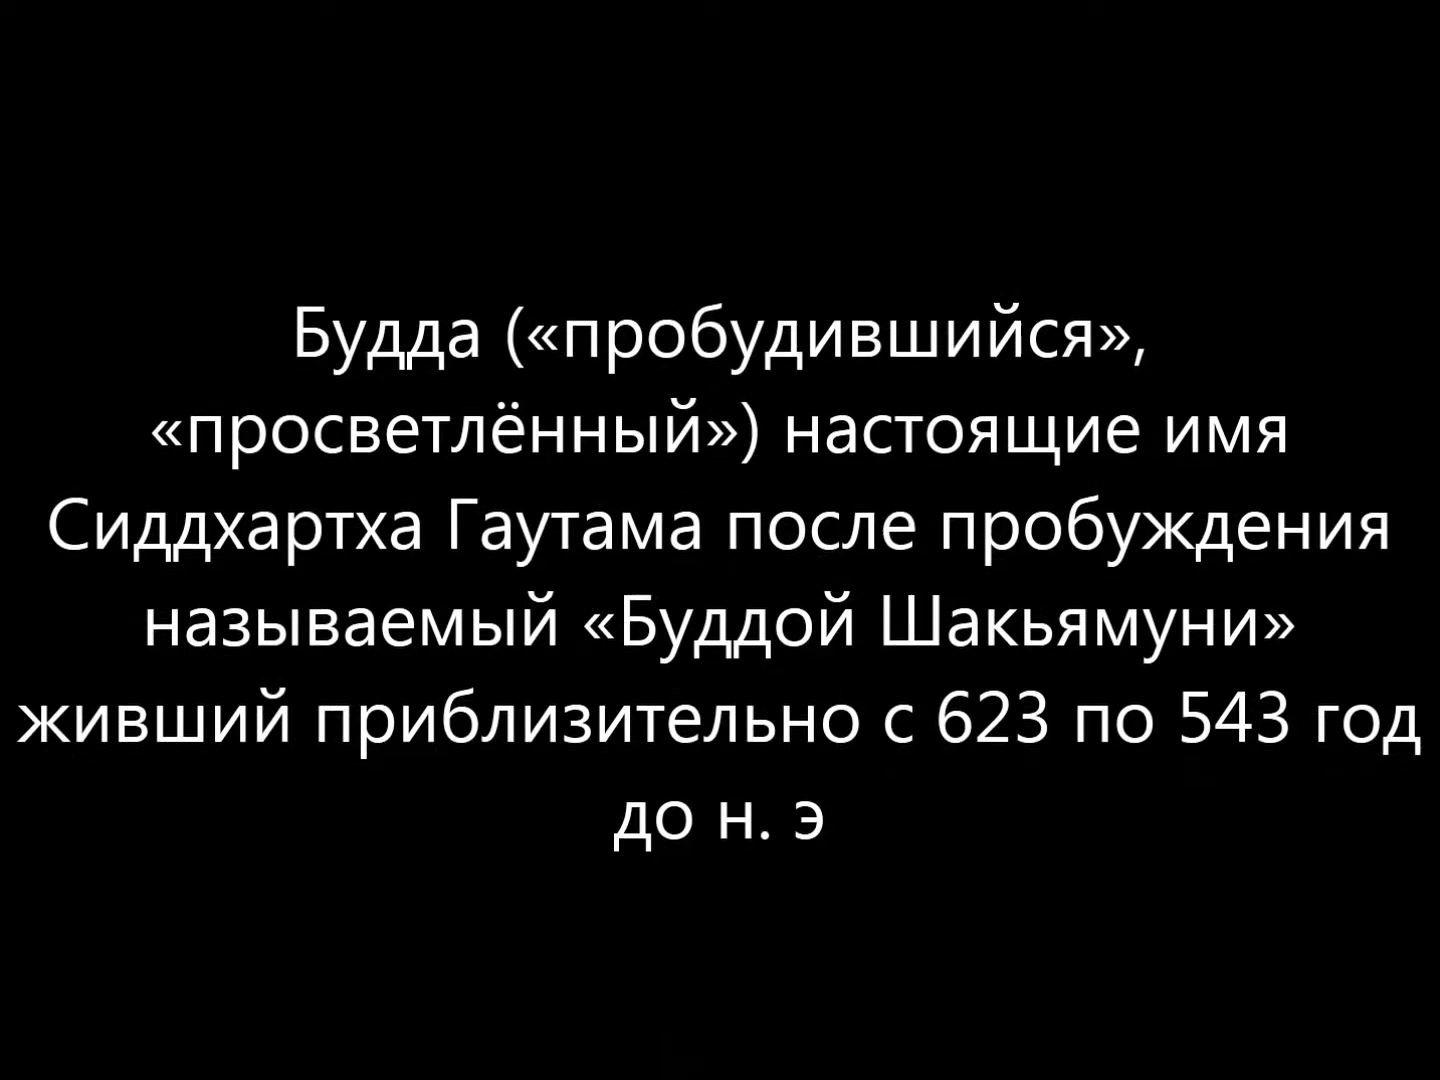 Будда («пробудившийся»,
«просветлённый») настоящие имя
Сиддхартха Гаутама после пробуждения
называемый «Буддой Шакьямуни»
живший приблизительно с 623 по 543 год
до н. э